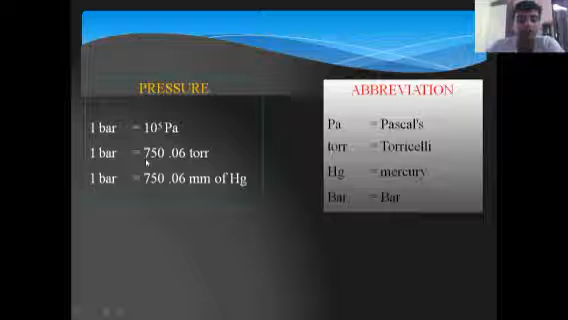 PRESSURE
1 bar = 10⁵ Pa
1 bar = 750 .06 torr
1 bar = 750 .06 mm of Hg
ABBREVIATION
Pa = Pascal's
torr = Torricelli
Hg = mercury
Bar = Bar